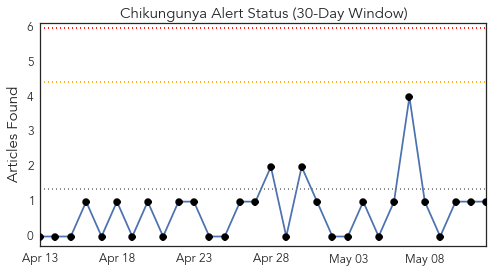 Chikungunya Alert Status (30-Day Window)
Articles Found
6
5
4
3
2
1
0
Apr 13 Apr 18 Apr 23 Apr 28 May 03 May 08